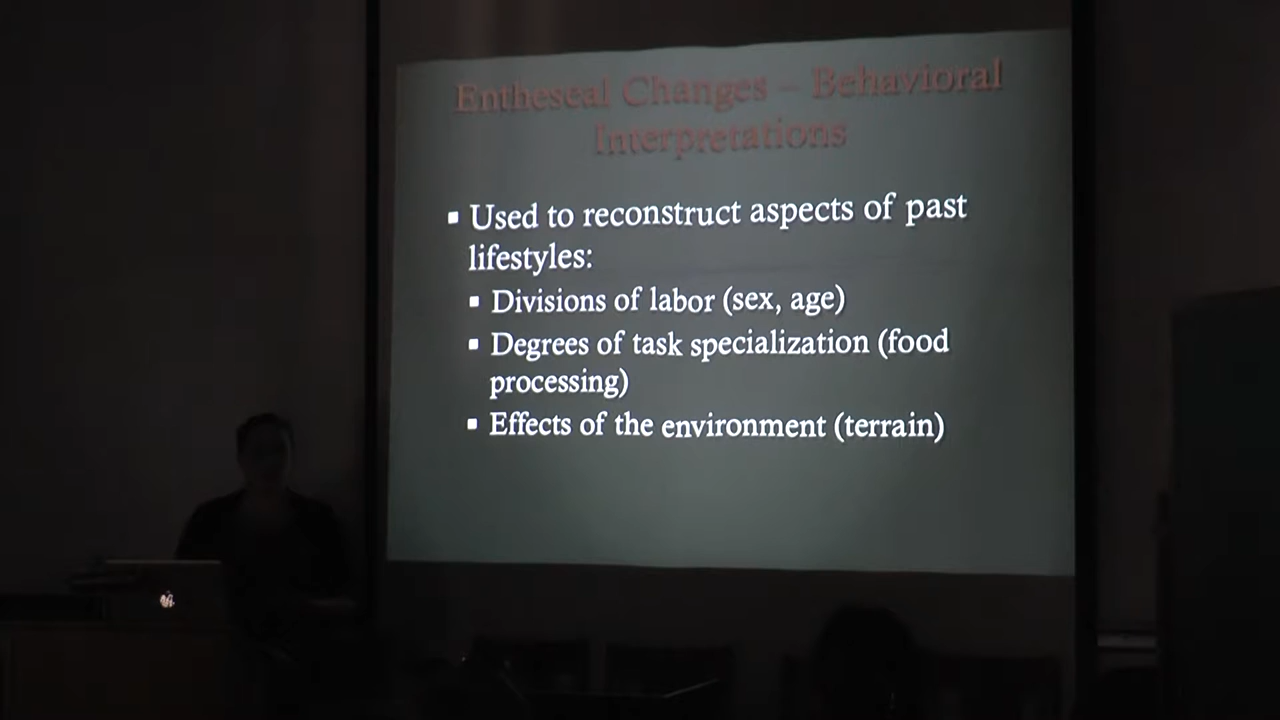 Entheseal Changes – Behavioral
Interpretations
▪ Used to reconstruct aspects of past
lifestyles:
▪ Divisions of labor (sex, age)
▪ Degrees of task specialization (food
processing)
▪ Effects of the environment (terrain)